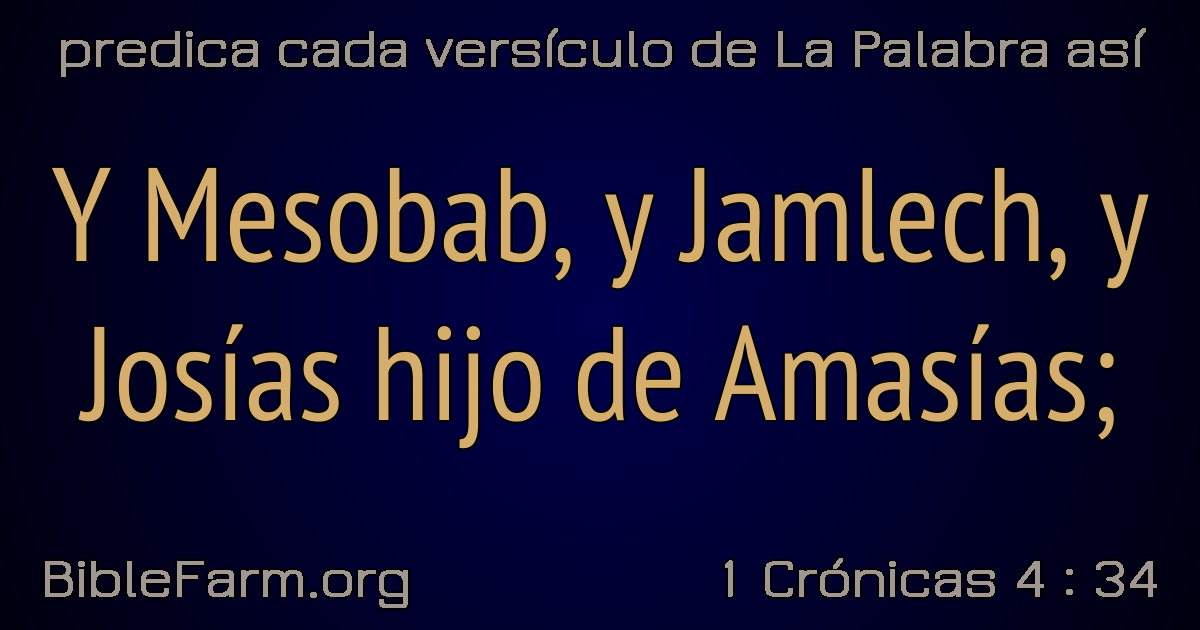 predica cada versículo de La Palabra así
Y Mesobab, y Jamlech, y
Josías hijo de Amasías;
BibleFarm.org
1 Crónicas 4 : 34